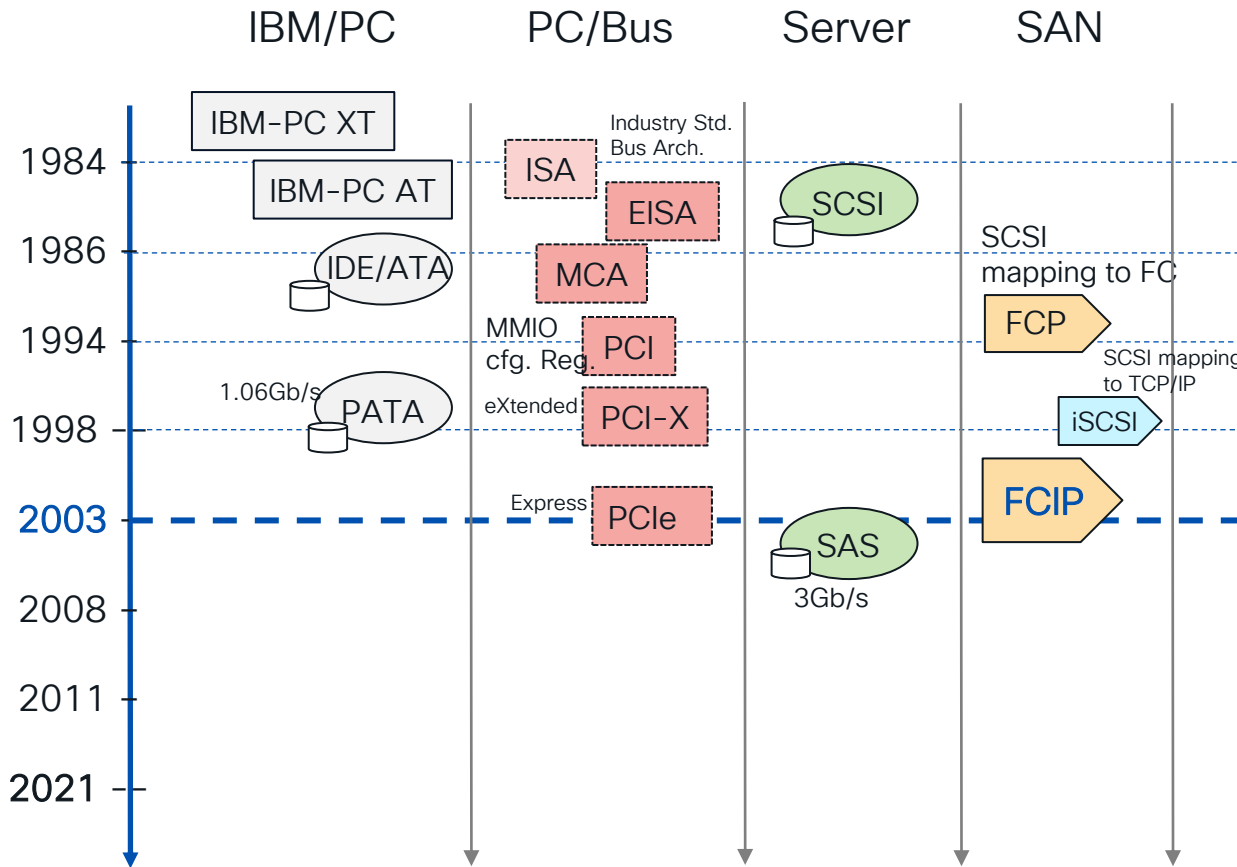 IBM/PC
PC/Bus
Server
SAN
IBM-PC XT
Industry Std.
Bus Arch.
1984
ISA
IBM-PC AT
EISA
SCSI
1986
IDE/ATA
MCA
SCSI
mapping to FC
FCP
1994
MMIO
cfg. Reg.
PCI
SCSI mapping
to TCP/IP
1.06Gb/s
PATA
eXtended
PCI-X
iSCSI
1998
2003
Express
PCIe
SAS
FCIP
3Gb/s
2008
2011
2021